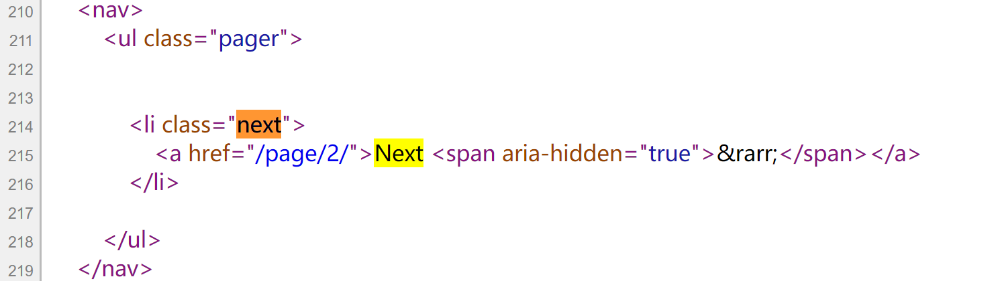 210 <nav>
211 <ul class="pager">
212
213
214 <li class="next">
215 <a href="/page/2/">Next <span aria-hidden="true">&rarr;</span></a>
216 </li>
217
218 </ul>
219 </nav>